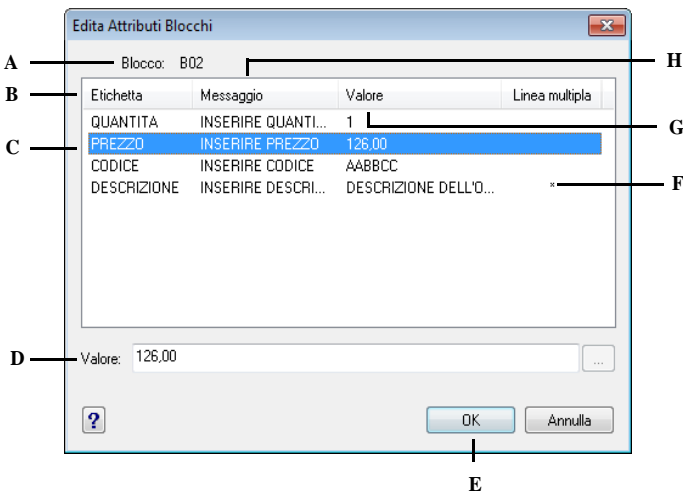 Edita Attributi Blocchi
A Blocco: B02 H
B Etichetta Messaggio Valore Linea multipla
QUANTITA INSERIRE QUANTI... 1 G
C PREZZO INSERIRE PREZZO 126,00
CODICE INSERIRE CODICE AABBCC
DESCRIZIONE INSERIRE DESCRI... DESCRIZIONE DELL'O... × F
D Valore: 126,00 ...
? OK Annulla
E